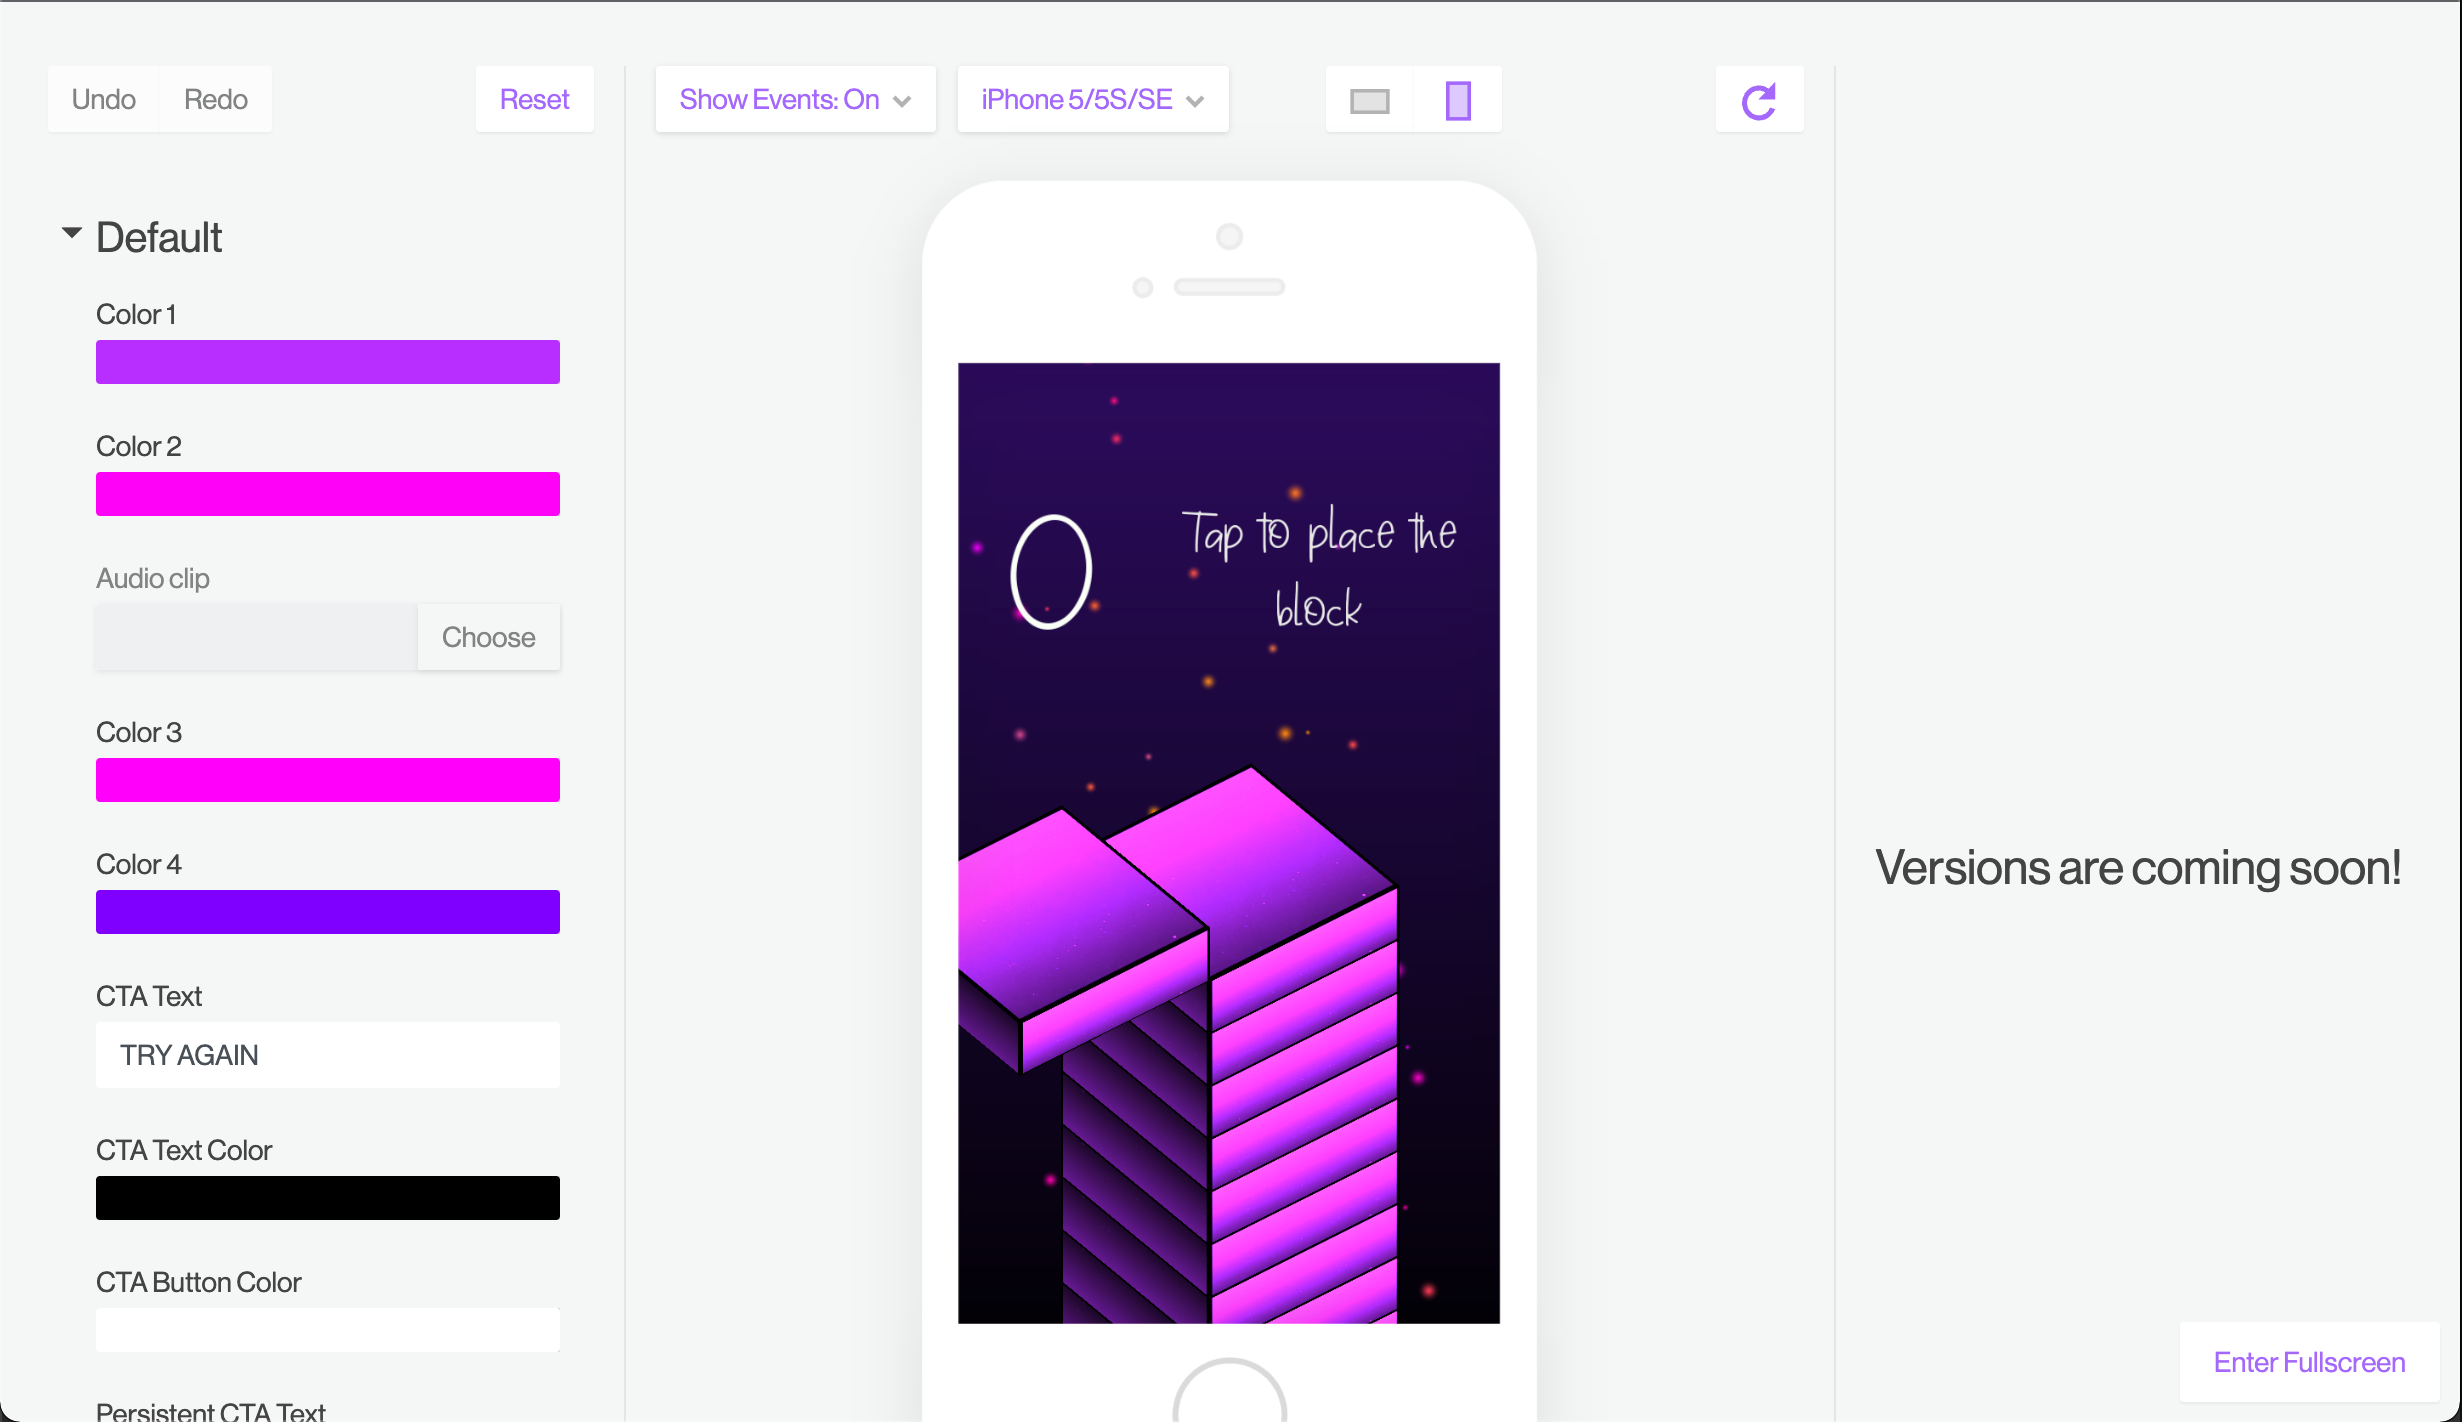 Undo
Redo
Reset
Show Events: On
iPhone 5/5S/SE
Default
Color 1
Color 2
Audio clip
Choose
Color 3
Color 4
CTA Text
TRY AGAIN
CTA Text Color
CTA Button Color
Persistent CTA Text
0
Tap to place the
block
Versions are coming soon!
Enter Fullscreen